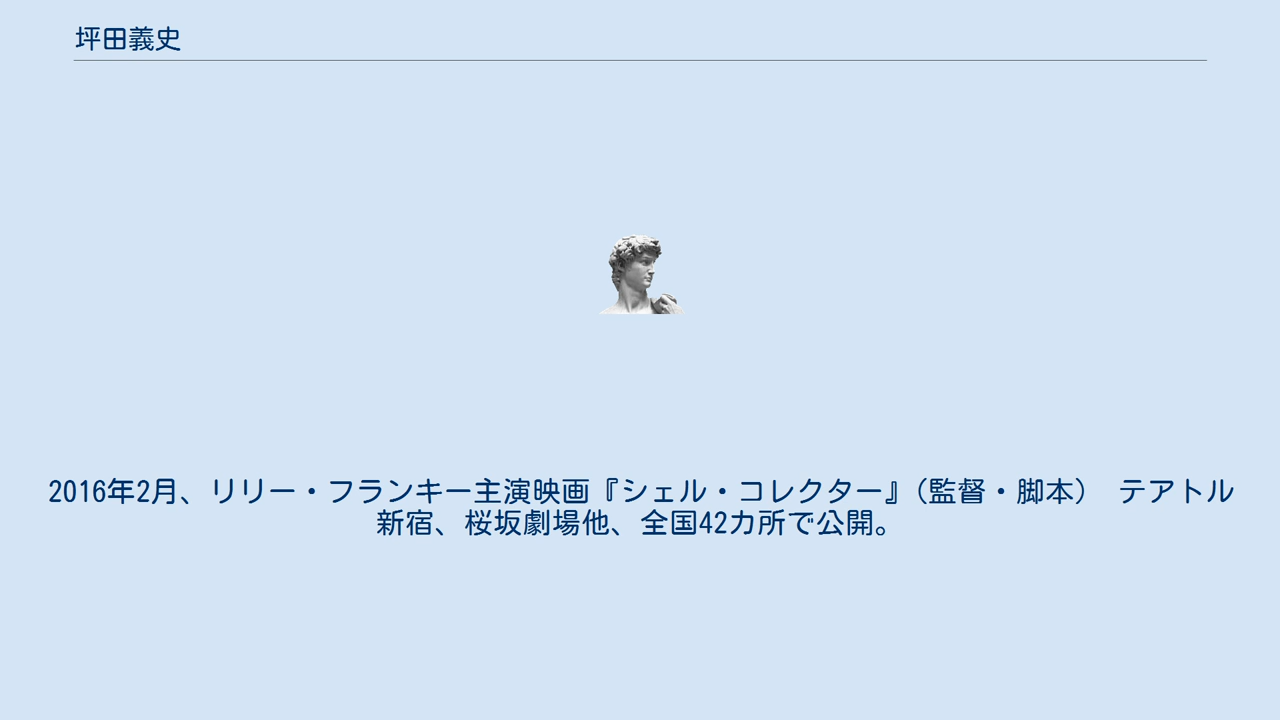 坪田義史
2016年2月、リリー・フランキー主演映画『シェル・コレクター』（監督・脚本）　テアトル
新宿、桜坂劇場他、全国42カ所で公開。